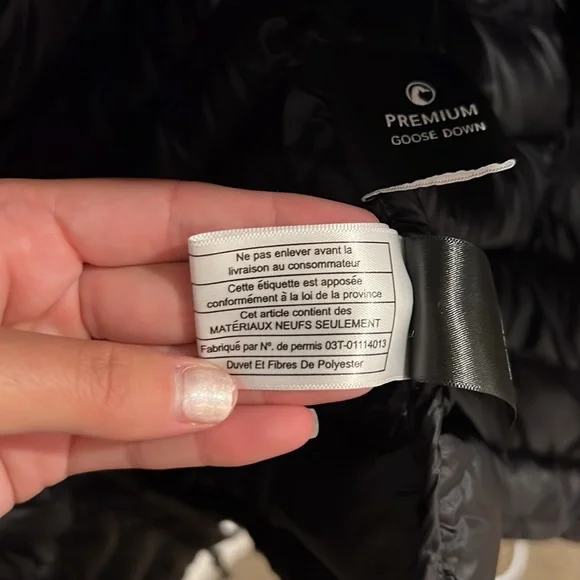 PREMIUM
GOOSE DOWN
Ne pas enlever avant la
livraison au consommateur
Cette étiquette est apposée
conformément à la loi de la province
Cet article contient des
MATÉRIAUX NEUFS SEULEMENT
Fabriqué par N°. de permis 03T-01114013
Duvet Et Fibres De Polyester